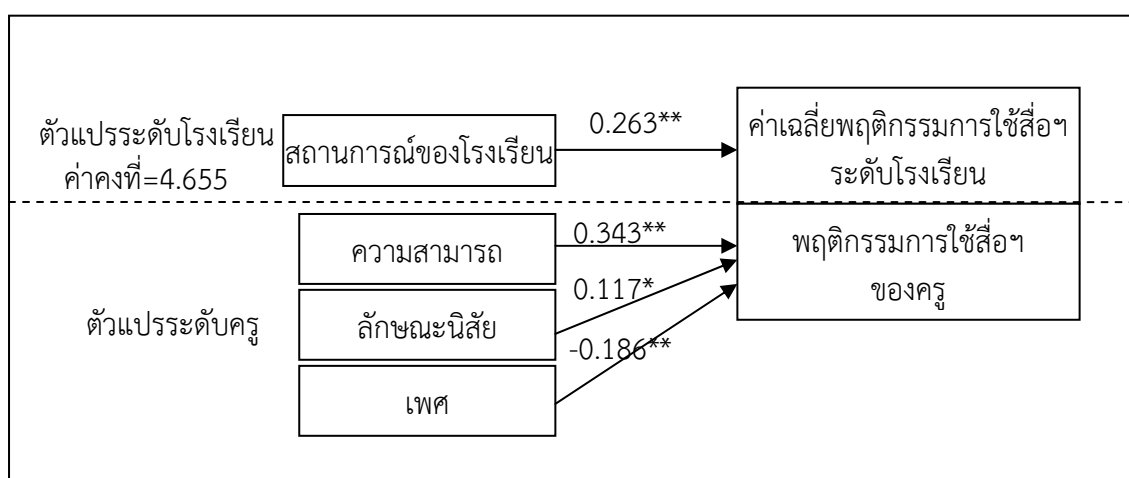 ตัวแปรระดับโรงเรียน
ค่าคงที่=4.655
สถานการณ์ของโรงเรียน
0.263**
ค่าเฉลี่ยพฤติกรรมการใช้สื่อฯ
ระดับโรงเรียน
ตัวแปรระดับครู
ความสามารถ
0.343**
พฤติกรรมการใช้สื่อฯ
ของครู
ลักษณะนิสัย
0.117*
เพศ
-0.186**